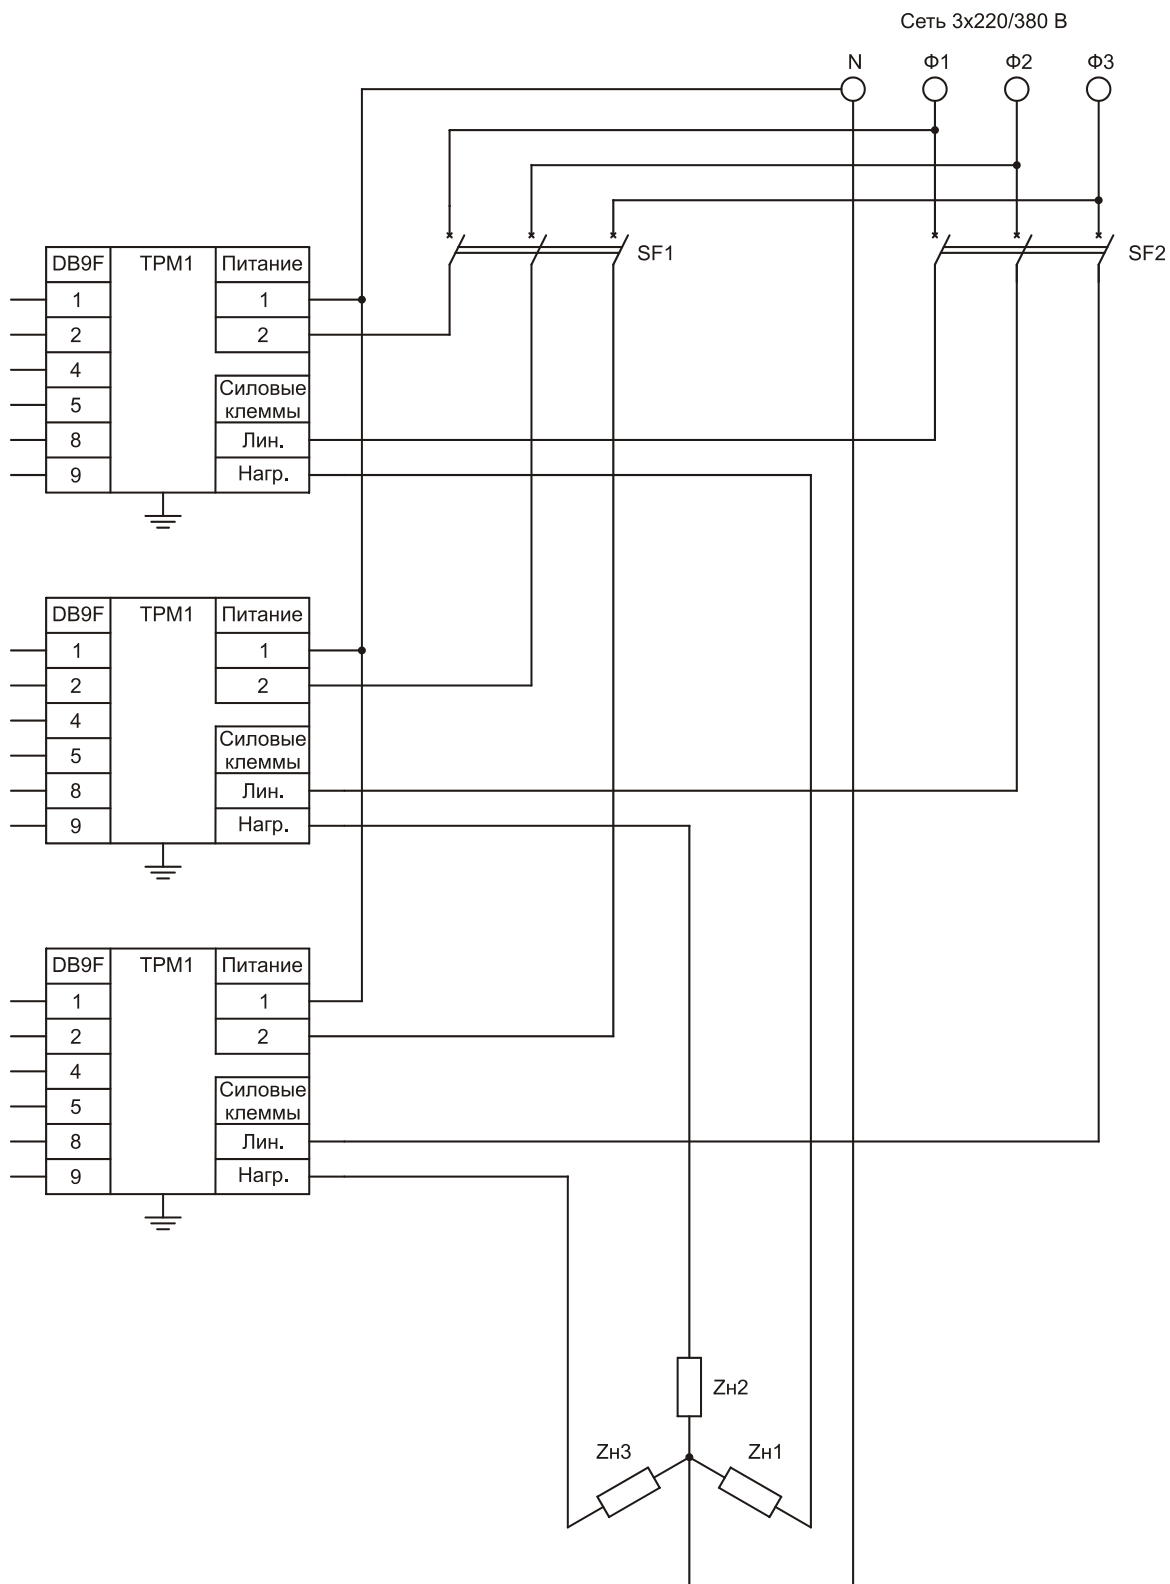 Сеть 3х220/380 В
N Ф1 Ф2 Ф3
SF1 SF2
DB9F ТРМ1 Питание
1 1
2 2
4
Силовые
5 клеммы
8 Лин.
9 Нагр.
DB9F ТРМ1 Питание
1 1
2 2
4
Силовые
5 клеммы
8 Лин.
9 Нагр.
DB9F ТРМ1 Питание
1 1
2 2
4
Силовые
5 клеммы
8 Лин.
9 Нагр.
Zн2
Zн3 Zн1